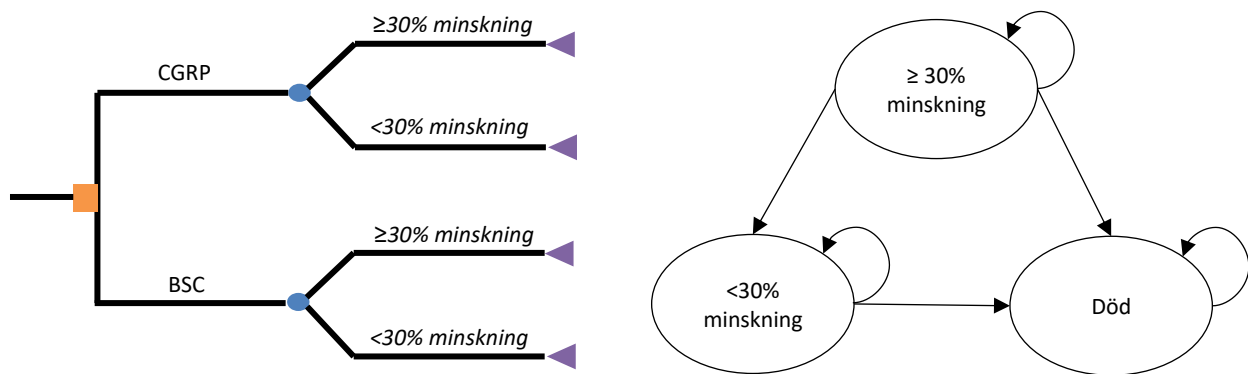 ≥30% minskning
CGRP
<30% minskning
≥30% minskning
BSC
<30% minskning
≥ 30%
minskning
<30%
minskning
Död